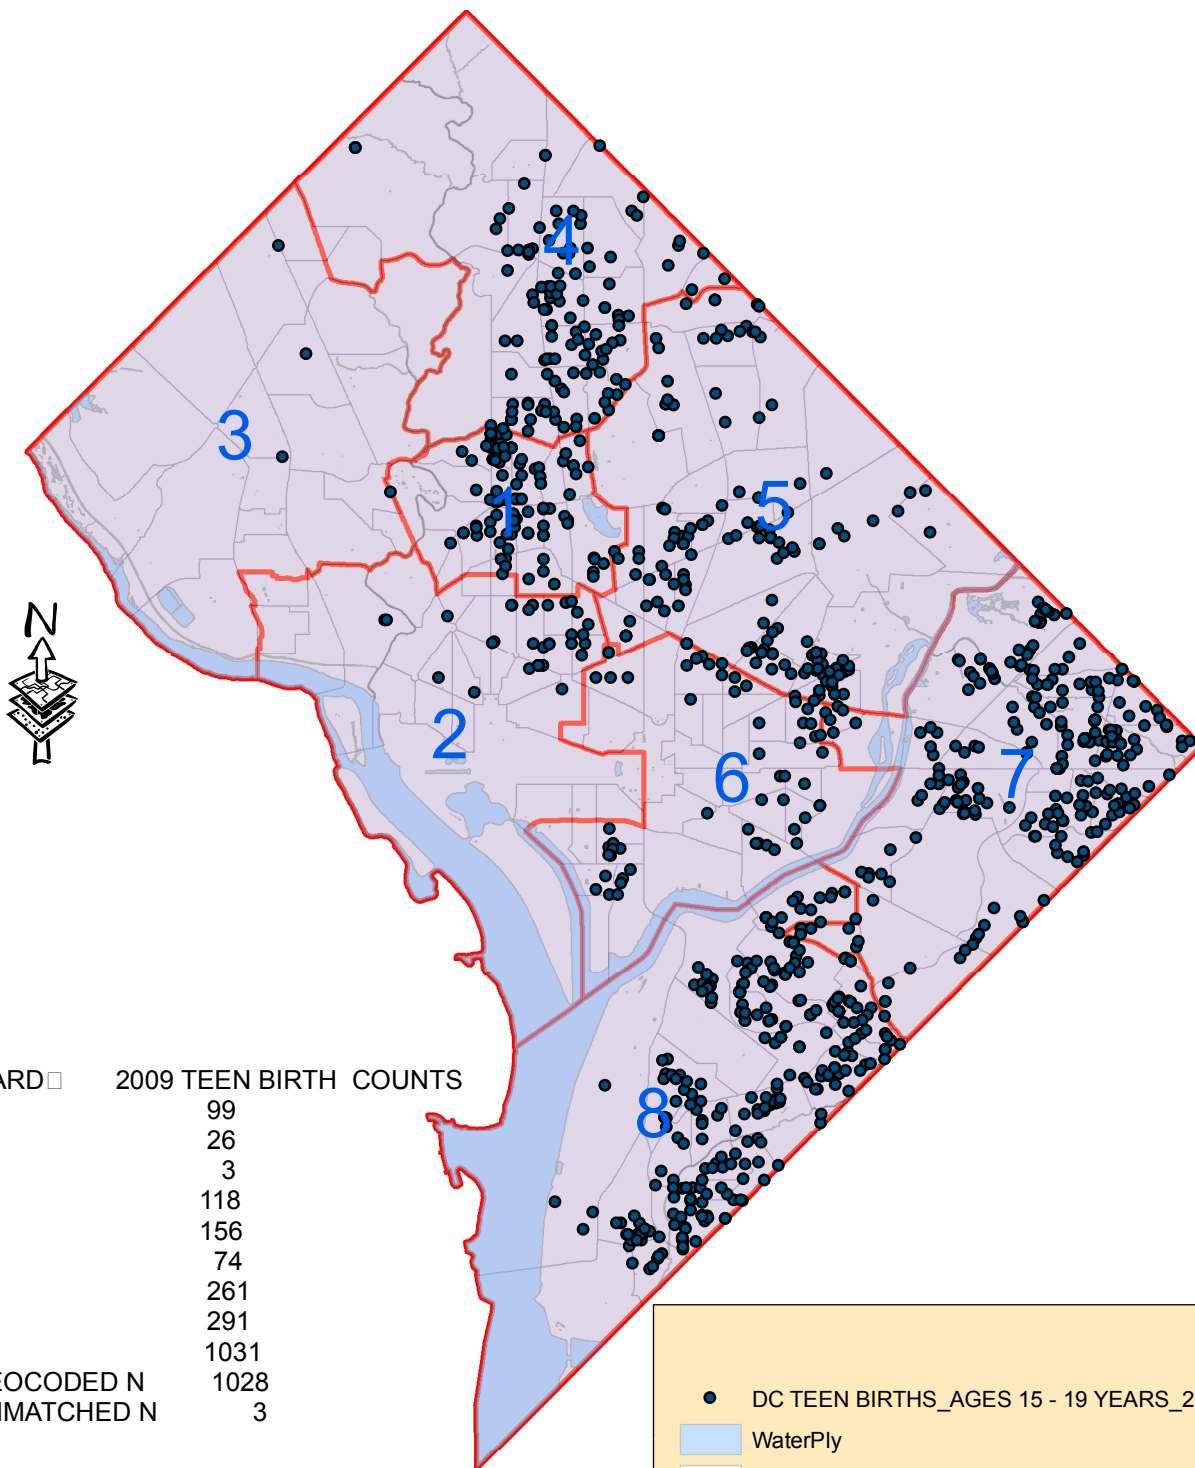 4
3
1
5
N
2
6
7
ARD 2009 TEEN BIRTH COUNTS
99
26
3
118
156
74
261
291
1031
8
EOCODED N 1028
NMATCHED N 3
DC TEEN BIRTHS_AGES 15 - 19 YEARS_2
WaterPly